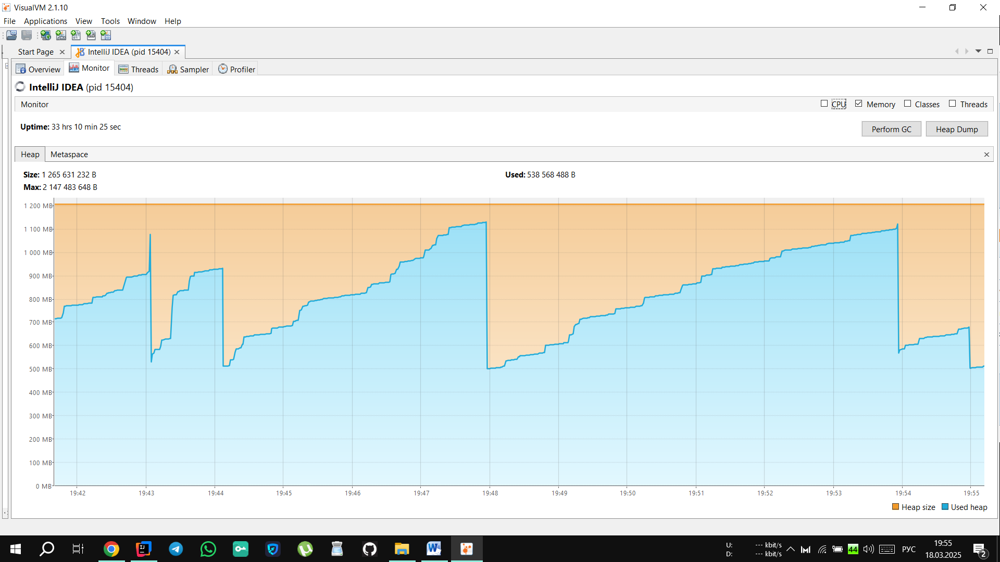 VisualVM 2.1.10
File Applications View Tools Window Help
Start Page IntelliJ IDEA (pid 15404)
Overview Monitor Threads Sampler Profiler
IntelliJ IDEA (pid 15404)
Monitor CPU Memory Classes Threads
Uptime: 33 hrs 10 min 25 sec Perform GC Heap Dump
Heap Metaspace
Size: 1 265 631 232 B Used: 538 568 488 B
Max: 2 147 483 648 B
1 200 MB
1 100 MB
1 000 MB
900 MB
800 MB
700 MB
600 MB
500 MB
400 MB
300 MB
200 MB
100 MB
0 MB
19:42 19:43 19:44 19:45 19:46 19:47 19:48 19:49 19:50 19:51 19:52 19:53 19:54 19:55
Heap size Used heap
U: --- kbit/s
D: --- kbit/s
44
РУС
19:55
18.03.2025
2